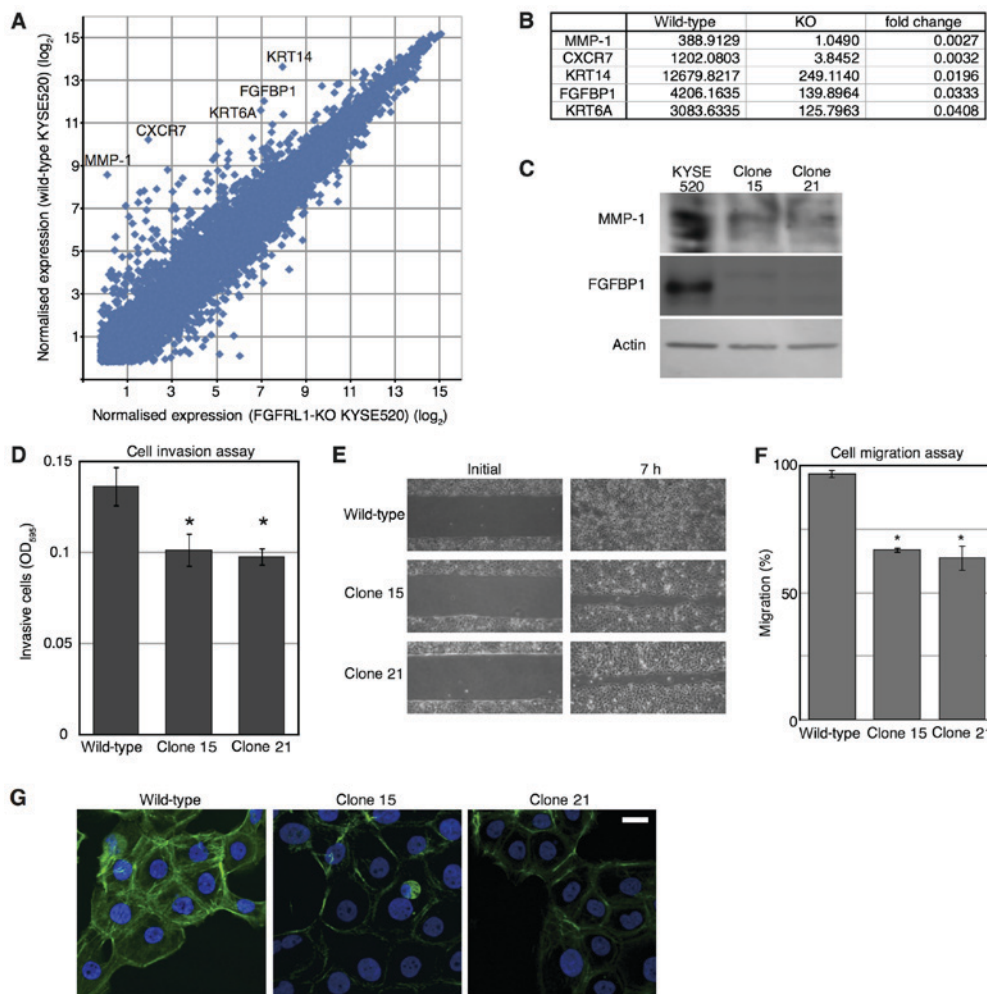 A
Normalised expression (wild-type KYSE520) (log2)
15
13
11
9
7
5
3
1
KRT14
FGFBP1
KRT6A
CXCR7
MMP-1
1 3 5 7 9 11 13 15
Normalised expression (FGFRL1-KO KYSE520) (log2)
B
Wild-type KO fold change
MMP-1 388.9129 1.0490 0.0027
CXCR7 1202.0803 3.8452 0.0032
KRT14 12679.8217 249.1140 0.0196
FGFBP1 4206.1635 139.8964 0.0333
KRT6A 3083.6335 125.7963 0.0408
C
KYSE Clone Clone
520 15 21
MMP-1
FGFBP1
Actin
D
Cell invasion assay
Invasive cells (OD595)
0.15
0.1
0.05
0
* *
Wild-type Clone 15 Clone 21
E
Initial 7 h
Wild-type
Clone 15
Clone 21
F
Cell migration assay
Migration (%)
100
50
0
* *
Wild-type Clone 15 Clone 21
G
Wild-type Clone 15 Clone 21